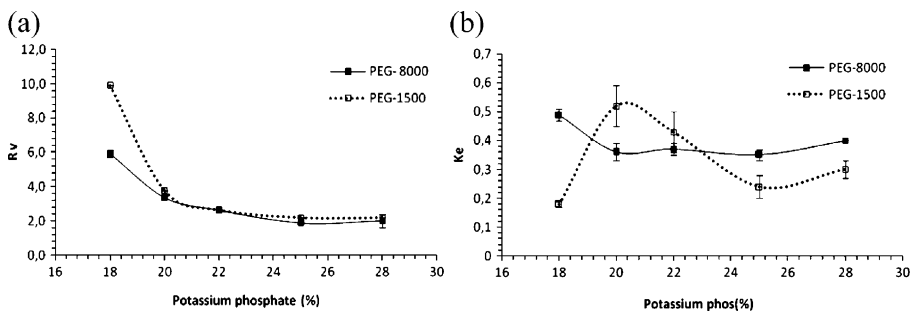 (a)
12,0
10,0
8,0
6,0
4,0
2,0
0,0
Rv
PEG-8000
PEG-1500
16 18 20 22 24 26 28 30
Potassium phosphate (%)
(b)
0,7
0,6
0,5
0,4
0,3
0,2
0,1
0
Ke
PEG-8000
PEG-1500
16 18 20 22 24 26 28 30
Potassium phos(%)